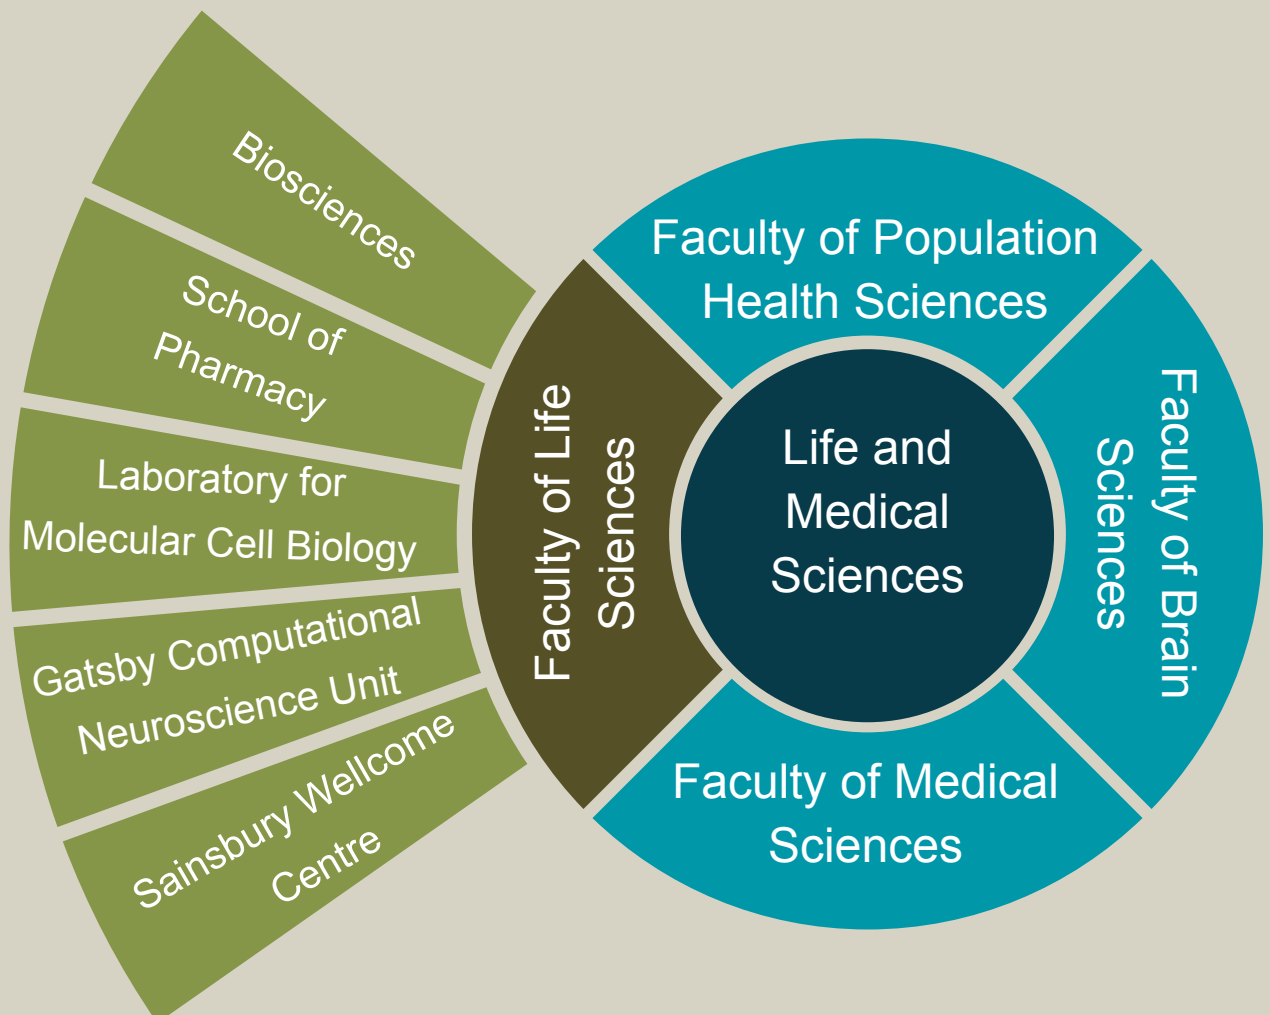 Biosciences
School of
Pharmacy
Laboratory for
Molecular Cell Biology
Gatsby Computational
Neuroscience Unit
Sainsbury Wellcome
Centre
Faculty of Life
Sciences
Faculty of Population
Health Sciences
Life and
Medical
Sciences
Faculty of Brain
Sciences
Faculty of Medical
Sciences